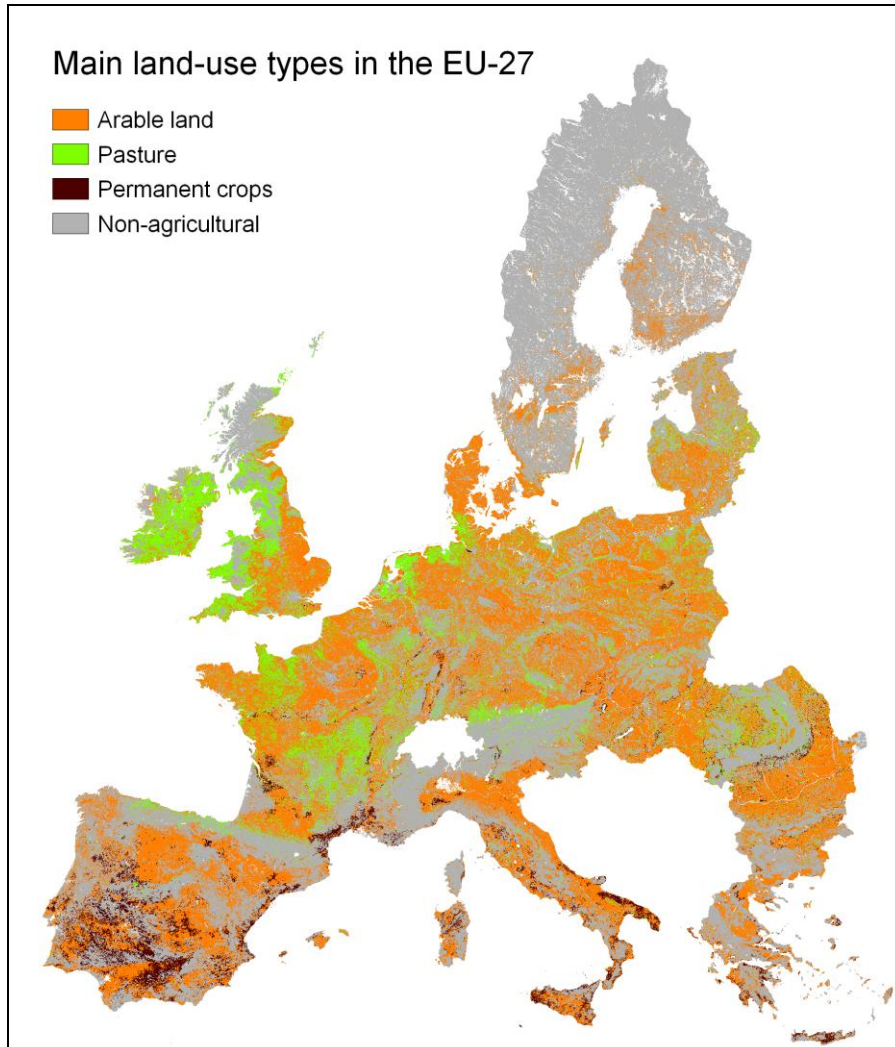 Main land-use types in the EU-27
Arable land
Pasture
Permanent crops
Non-agricultural